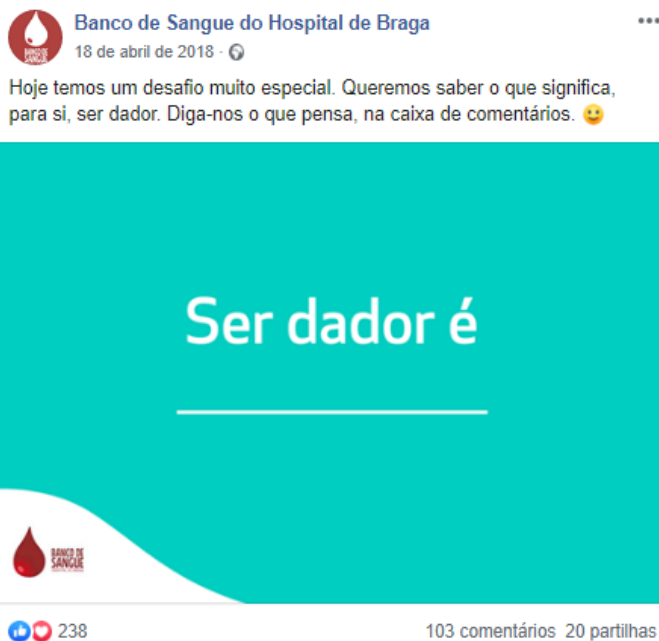 Banco de Sangue do Hospital de Braga
18 de abril de 2018 ·
Hoje temos um desafio muito especial. Queremos saber o que significa,
para si, ser dador. Diga-nos o que pensa, na caixa de comentários.
Ser dador é
BANCO DE
SANGUE
238
103 comentários 20 partilhas